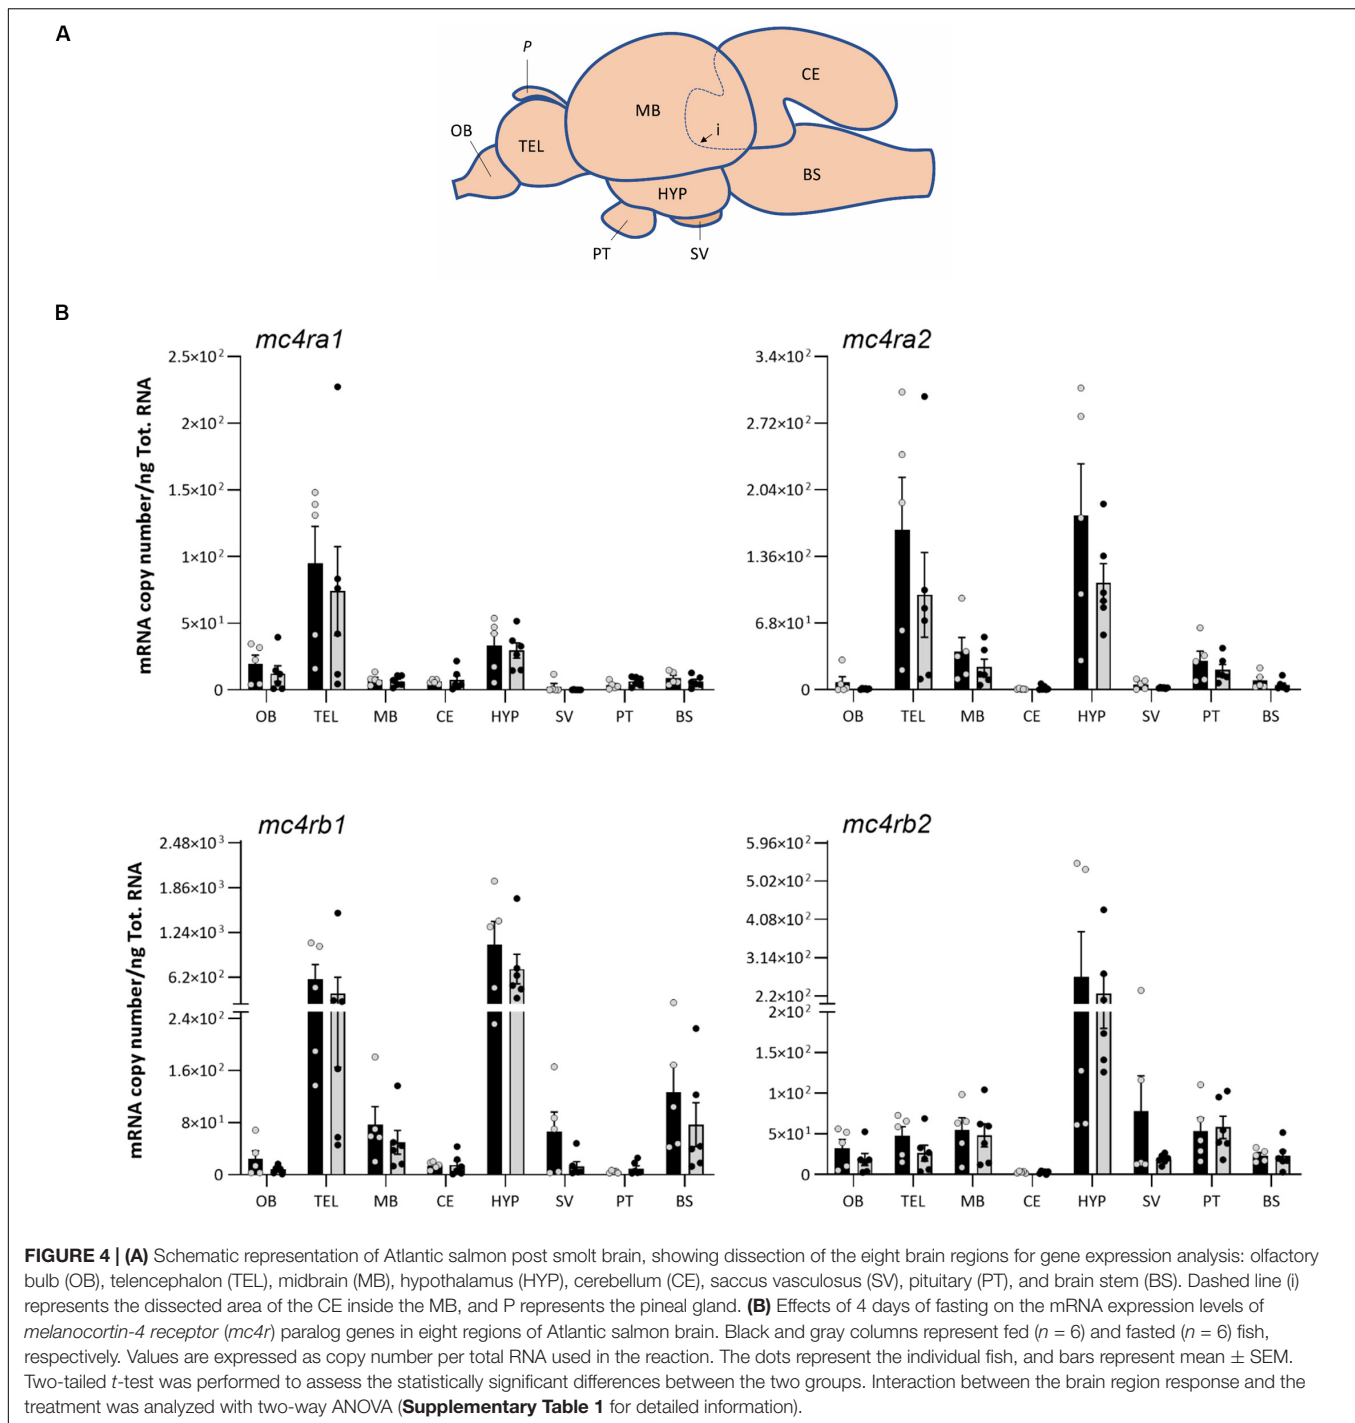 A
P
CE
MB
OB
i
TEL
BS
HYP
PT
SV
B
mc4ra1
mRNA copy number/ng Tot. RNA
2.5×10²
2×10²
1.5×10²
1×10²
5×10¹
0
OB TEL MB CE HYP SV PT BS
mc4ra2
3.4×10²
2.72×10²
2.04×10²
1.36×10²
6.8×10¹
0
OB TEL MB CE HYP SV PT BS
mc4rb1
mRNA copy number/ng Tot. RNA
2.48×10³
1.86×10³
1.24×10³
6.2×10²
2.4×10²
1.6×10²
8×10¹
0
OB TEL MB CE HYP SV PT BS
mc4rb2
5.96×10²
5.02×10²
4.08×10²
3.14×10²
2.2×10²
2×10²
1.5×10²
1×10²
5×10¹
0
OB TEL MB CE HYP SV PT BS
FIGURE 4 | (A) Schematic representation of Atlantic salmon post smolt brain, showing dissection of the eight brain regions for gene expression analysis: olfactory
bulb (OB), telencephalon (TEL), midbrain (MB), hypothalamus (HYP), cerebellum (CE), saccus vasculosus (SV), pituitary (PT), and brain stem (BS). Dashed line (i)
represents the dissected area of the CE inside the MB, and P represents the pineal gland. (B) Effects of 4 days of fasting on the mRNA expression levels of
melanocortin-4 receptor (mc4r) paralog genes in eight regions of Atlantic salmon brain. Black and gray columns represent fed (n = 6) and fasted (n = 6) fish,
respectively. Values are expressed as copy number per total RNA used in the reaction. The dots represent the individual fish, and bars represent mean ± SEM.
Two-tailed t-test was performed to assess the statistically significant differences between the two groups. Interaction between the brain region response and the
treatment was analyzed with two-way ANOVA (Supplementary Table 1 for detailed information).